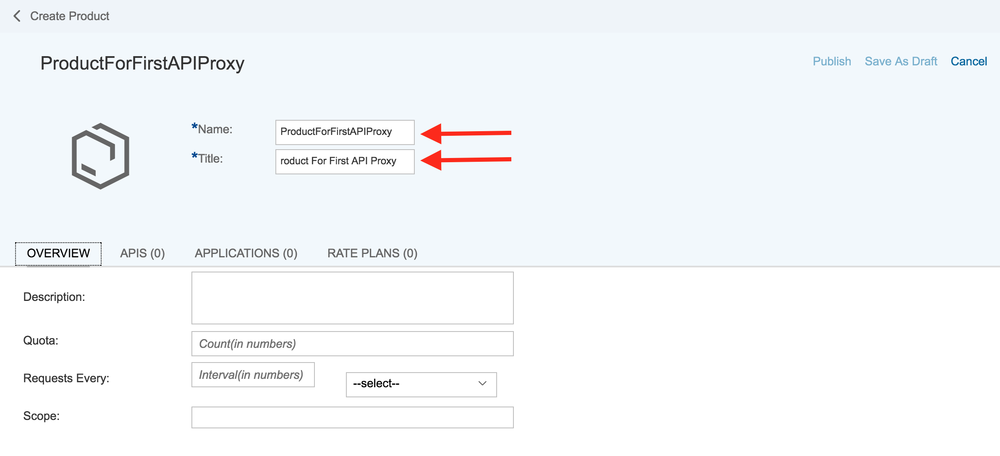 Create Product
ProductForFirstAPIProxy
Publish Save As Draft Cancel
*Name: ProductForFirstAPIProxy
*Title: roduct For First API Proxy
OVERVIEW APIS (0) APPLICATIONS (0) RATE PLANS (0)
Description:
Quota: Count(in numbers)
Requests Every: Interval(in numbers) --select--
Scope: